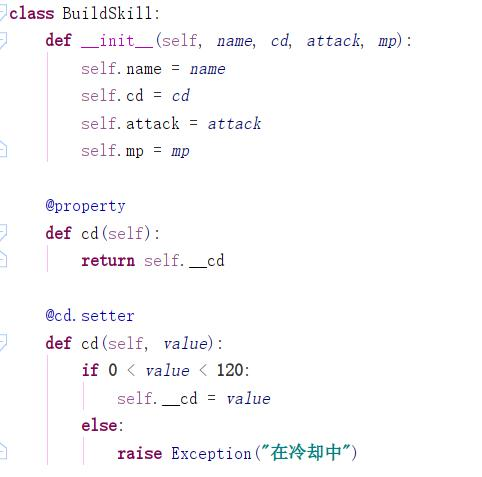 class BuildSkill:
    def __init__(self, name, cd, attack, mp):
        self.name = name
        self.cd = cd
        self.attack = attack
        self.mp = mp

    @property
    def cd(self):
        return self.__cd

    @cd.setter
    def cd(self, value):
        if 0 < value < 120:
            self.__cd = value
        else:
            raise Exception("在冷却中")